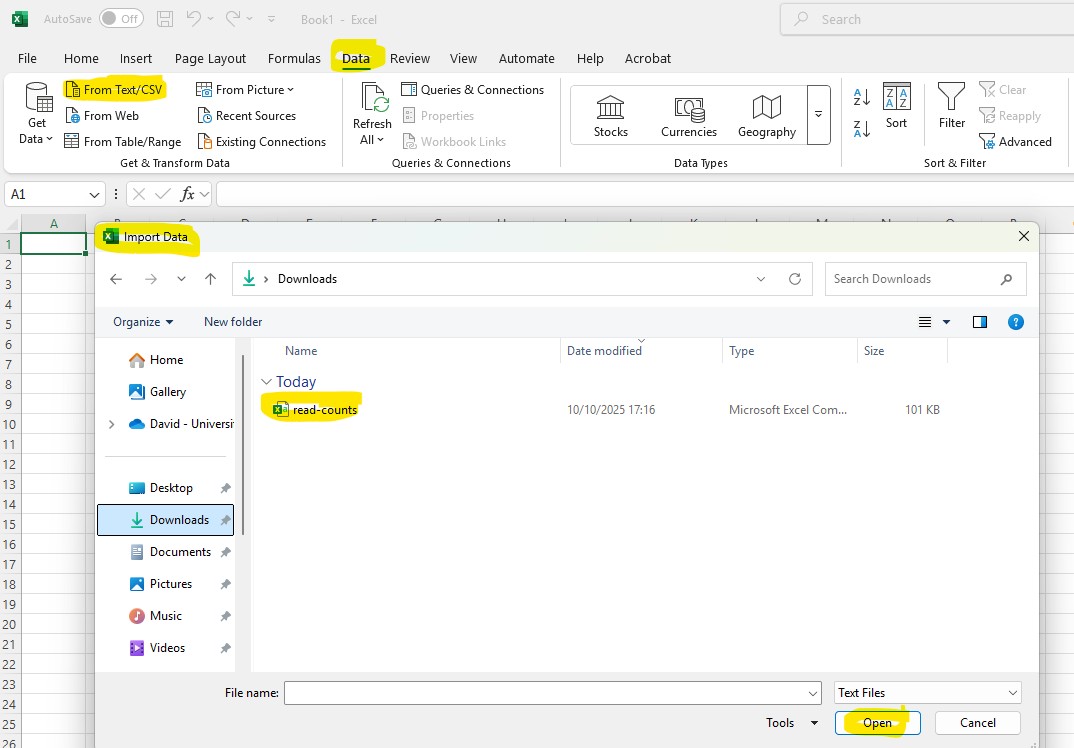 AutoSave Off Book1 - Excel Search
File Home Insert Page Layout Formulas Data Review View Automate Help Acrobat
Get Data
From Text/CSV
From Web
From Table/Range
From Picture
Recent Sources
Existing Connections
Get & Transform Data
Refresh All
Queries & Connections
Properties
Workbook Links
Queries & Connections
Stocks Currencies Geography
Data Types
Sort
Filter
Clear
Reapply
Advanced
Sort & Filter
A1 fx
A
1
2
3
4
5
6
7
8
9
10
11
12
13
14
15
16
17
18
19
20
21
22
23
24
25
26
Import Data
Downloads Search Downloads
Organize New folder
Home
Gallery
David - Universi
Desktop
Downloads
Documents
Pictures
Music
Videos
Name Date modified Type Size
Today
read-counts 10/10/2025 17:16 Microsoft Excel Com... 101 KB
File name: Text Files
Tools Open Cancel